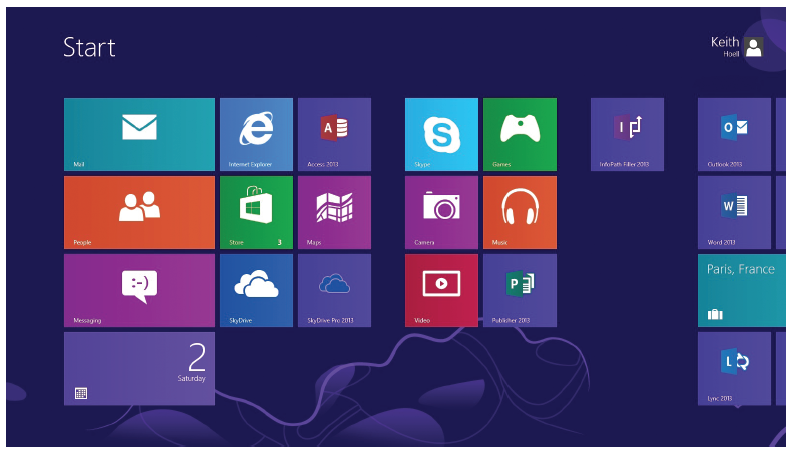 Start
Keith
Hoell
Mail
Internet Explorer
A
Access 2013
Skype
Games
I
InfoPath Filler 2013
Outlook 2013
People
Store
3
Maps
Camera
Music
W
Word 2013
:-)
Messaging
SkyDrive
SkyDrive Pro 2013
Video
P
Publisher 2013
Paris, France
2
Saturday
L
Lync 2013